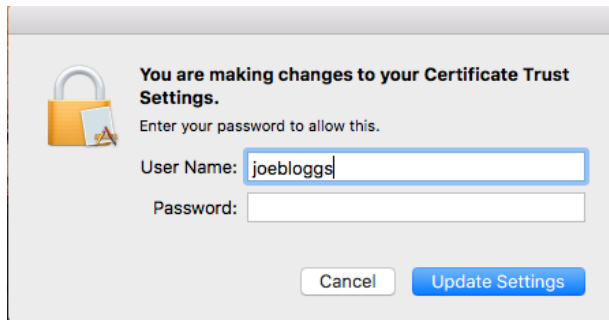 You are making changes to your Certificate Trust
Settings.
Enter your password to allow this.
User Name: joebloggs
Password:
Cancel Update Settings